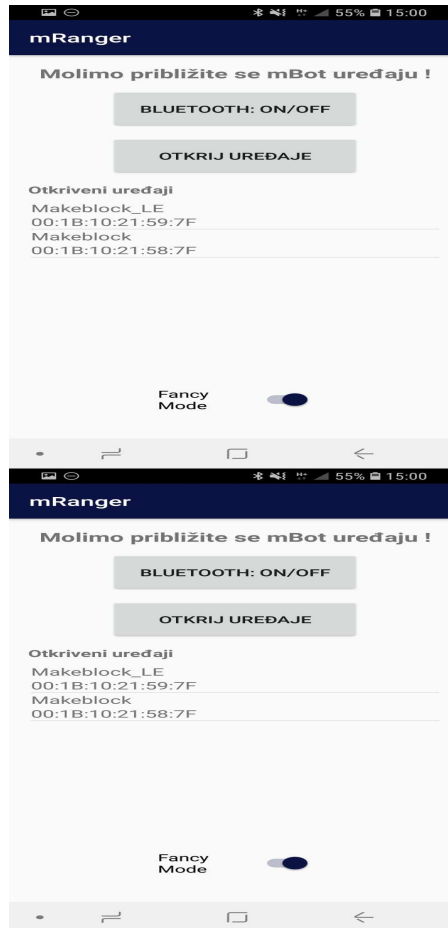 55% 15:00
mRanger
Molimo približite se mBot uređaju !
BLUETOOTH: ON/OFF
OTKRIJ UREĐAJE
Otkriveni uređaji
Makeblock_LE
00:1B:10:21:59:7F
Makeblock
00:1B:10:21:58:7F
Fancy
Mode
55% 15:00
mRanger
Molimo približite se mBot uređaju !
BLUETOOTH: ON/OFF
OTKRIJ UREĐAJE
Otkriveni uređaji
Makeblock_LE
00:1B:10:21:59:7F
Makeblock
00:1B:10:21:58:7F
Fancy
Mode